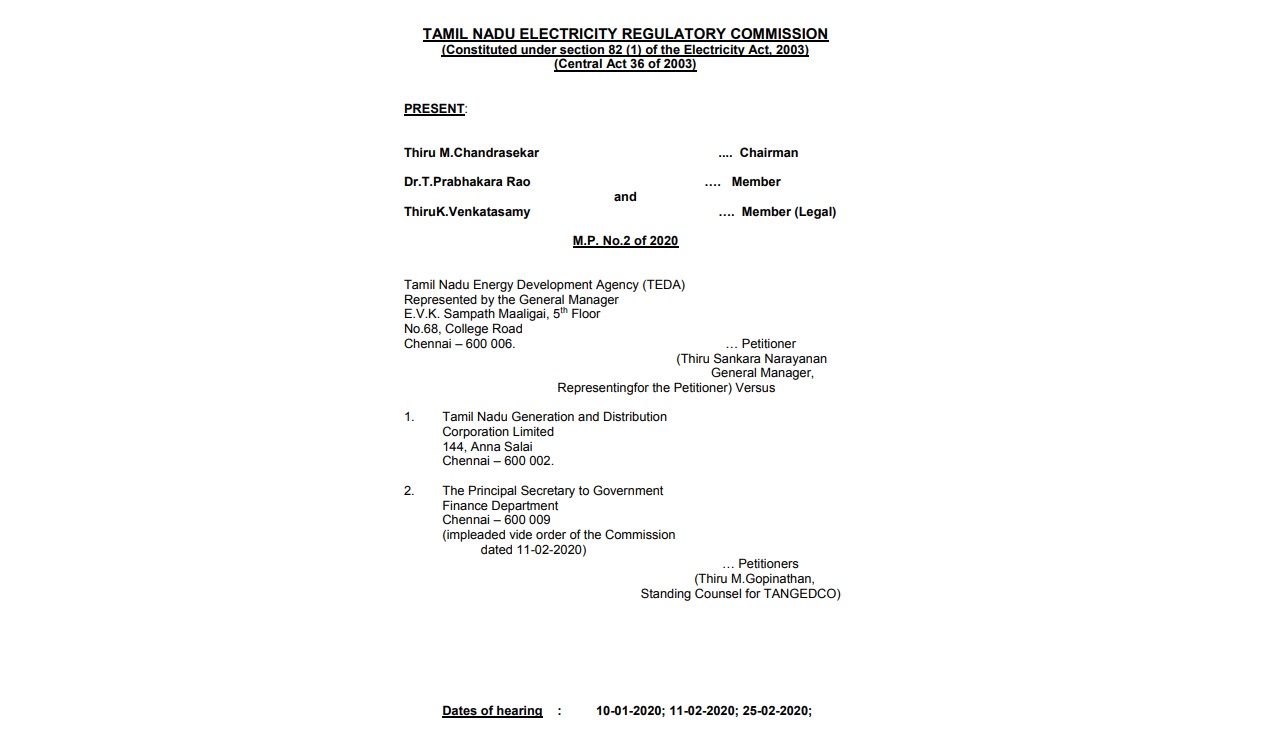 TAMIL NADU ELECTRICITY REGULATORY COMMISSION
(Constituted under section 82 (1) of the Electricity Act, 2003)
(Central Act 36 of 2003)
PRESENT:
Thiru M.Chandrasekar .... Chairman
Dr.T.Prabhakara Rao …. Member
and
ThiruK.Venkatasamy …. Member (Legal)
M.P. No.2 of 2020
Tamil Nadu Energy Development Agency (TEDA)
Represented by the General Manager
E.V.K. Sampath Maaligai, 5th Floor
No.68, College Road
Chennai – 600 006. … Petitioner
(Thiru Sankara Narayanan
General Manager,
Representingfor the Petitioner) Versus
1. Tamil Nadu Generation and Distribution
Corporation Limited
144, Anna Salai
Chennai – 600 002.
2. The Principal Secretary to Government
Finance Department
Chennai – 600 009
(impleaded vide order of the Commission
dated 11-02-2020)
… Petitioners
(Thiru M.Gopinathan,
Standing Counsel for TANGEDCO)
Dates of hearing : 10-01-2020; 11-02-2020; 25-02-2020;